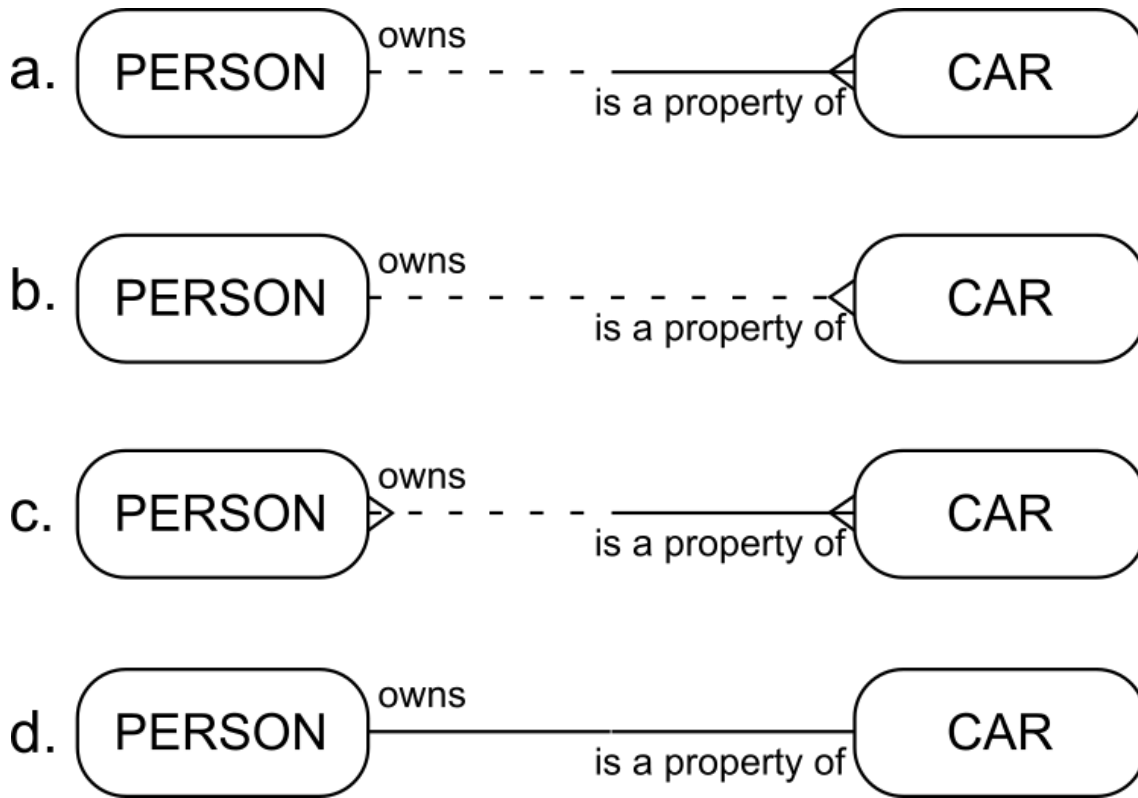 owns
a. PERSON CAR
is a property of
owns
b. PERSON CAR
is a property of
owns
c. PERSON CAR
is a property of
owns
d. PERSON CAR
is a property of